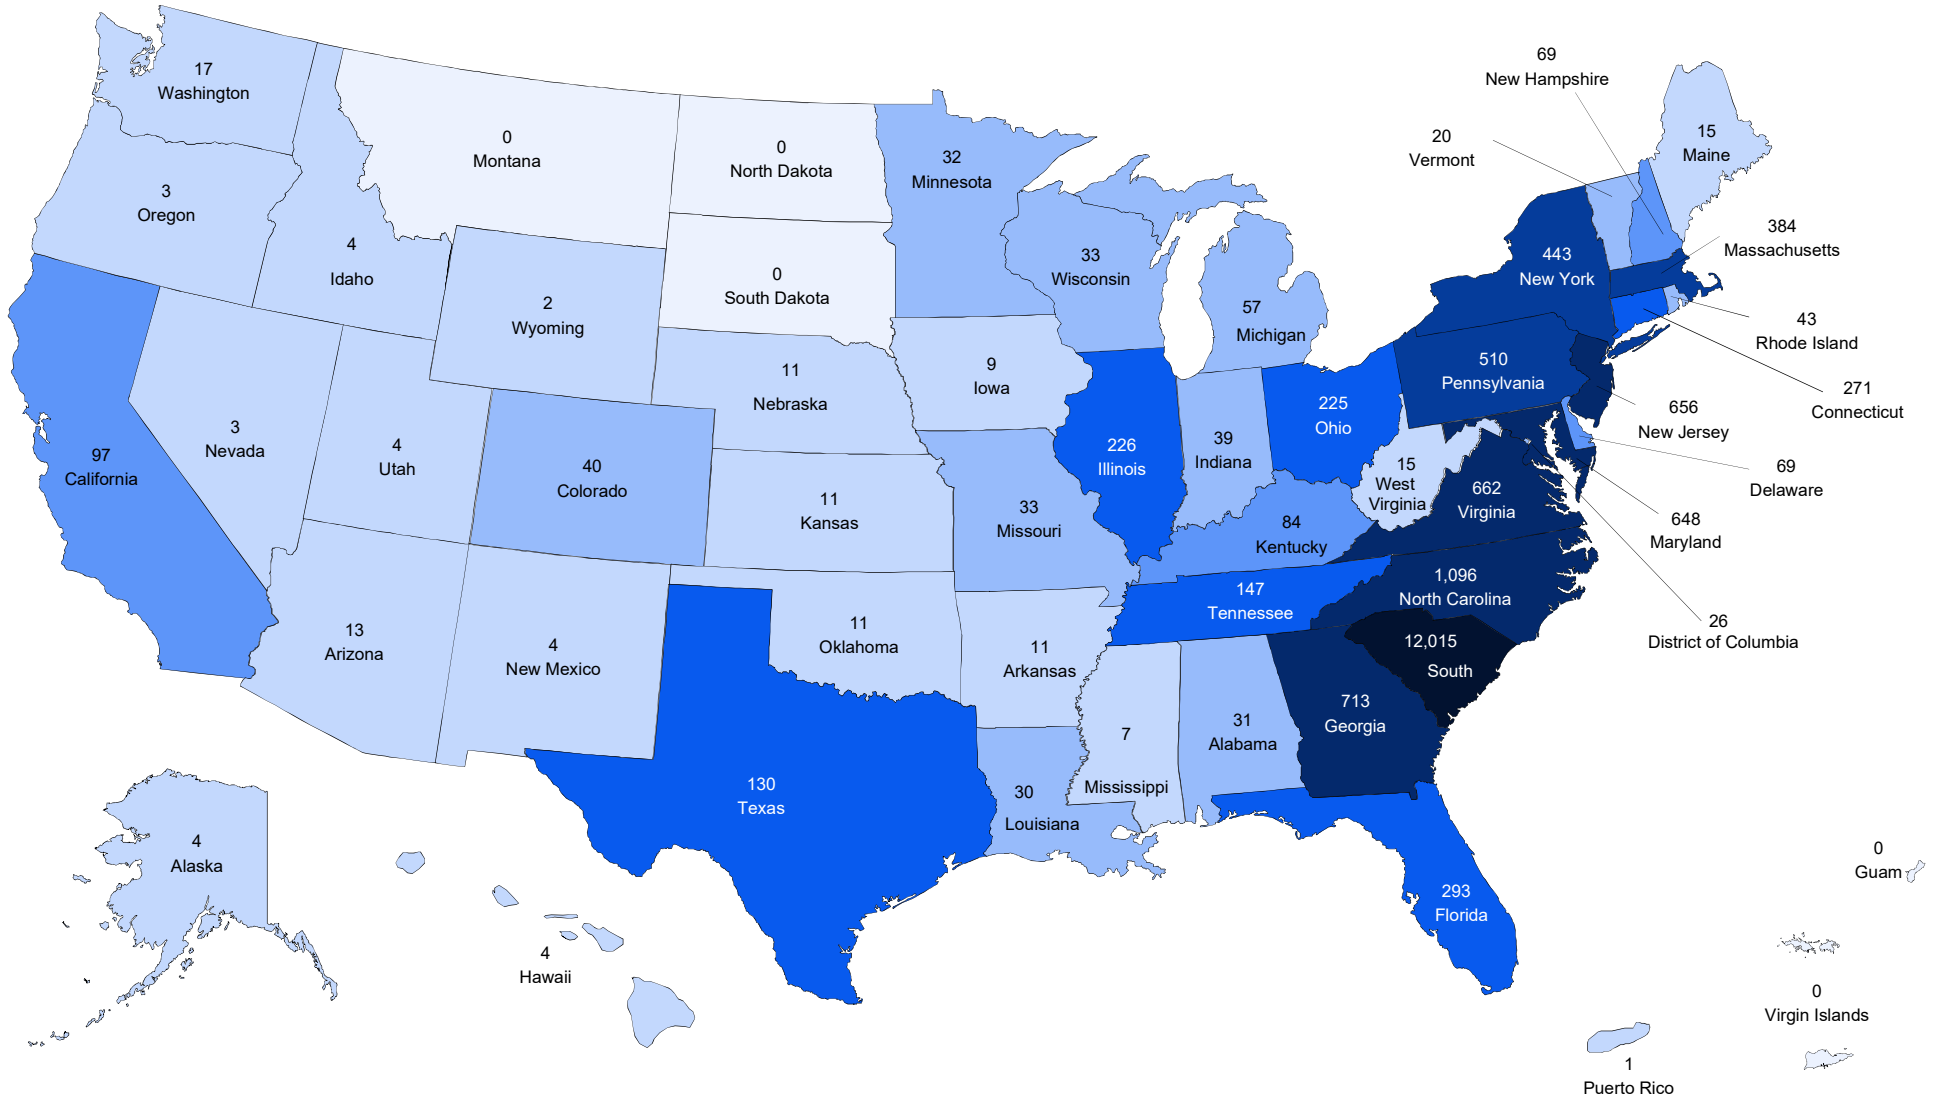 17
Washington
0
Montana
0
North Dakota
32
Minnesota
69
New Hampshire
20
Vermont
15
Maine
3
Oregon
4
Idaho
2
Wyoming
0
South Dakota
33
Wisconsin
57
Michigan
443
New York
384
Massachusetts
43
Rhode Island
271
Connecticut
510
Pennsylvania
656
New Jersey
97
California
3
Nevada
4
Utah
40
Colorado
11
Nebraska
9
Iowa
226
Illinois
39
Indiana
225
Ohio
15
West
Virginia
662
Virginia
69
Delaware
648
Maryland
26
District of Columbia
11
Kansas
33
Missouri
84
Kentucky
147
Tennessee
1,096
North Carolina
12,015
South
13
Arizona
4
New Mexico
11
Oklahoma
11
Arkansas
713
Georgia
130
Texas
30
Louisiana
7
Mississippi
31
Alabama
293
Florida
4
Alaska
4
Hawaii
0
Guam
0
Virgin Islands
1
Puerto Rico